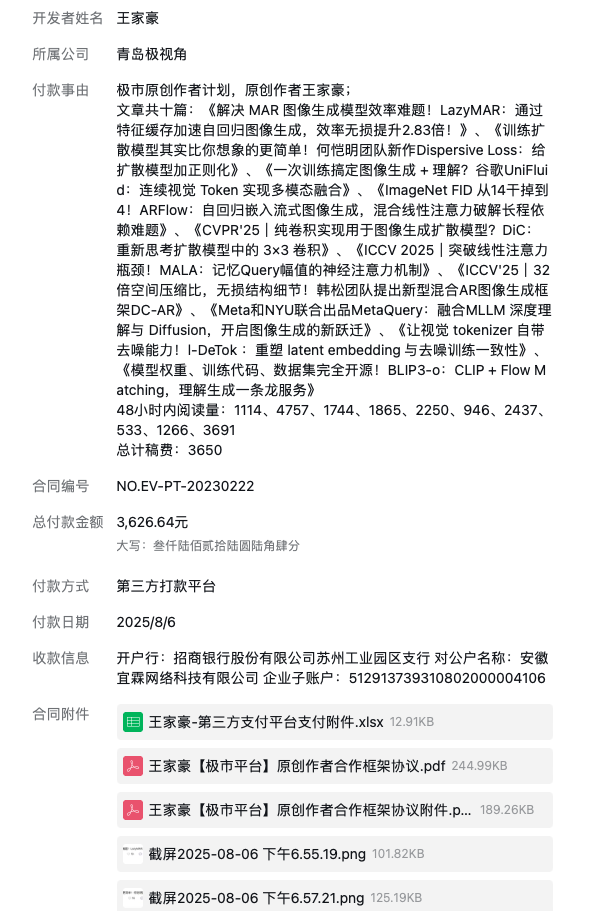 开发者姓名 王家豪
所属公司 青岛极视角
付款事由 极市原创作者计划，原创作者王家豪；
文章共十篇：《解决 MAR 图像生成模型效率难题！LazyMAR：通过
特征缓存加速自回归图像生成，效率无损提升2.83倍！》、《训练扩
散模型其实比你想象的更简单！何恺明团队新作Dispersive Loss：给
扩散模型加正则化》、《一次训练搞定图像生成 + 理解？谷歌UniFlui
d：连续视觉 Token 实现多模态融合》、《ImageNet FID 从14干掉到
4！ARFlow：自回归嵌入流式图像生成，混合线性注意力破解长程依
赖难题》、《CVPR'25 | 纯卷积实现用于图像生成扩散模型？DiC：
重新思考扩散模型中的 3×3 卷积》、《ICCV 2025 | 突破线性注意力
瓶颈！MALA：记忆Query幅值的神经注意力机制》、《ICCV'25 | 32
倍空间压缩比，无损结构细节！韩松团队提出新型混合AR图像生成框
架DC-AR》、《Meta和NYU联合出品MetaQuery：融合MLLM 深度理
解与 Diffusion，开启图像生成的新跃迁》、《让视觉 tokenizer 自带
去噪能力！l-DeTok ：重塑 latent embedding 与去噪训练一致性》、
《模型权重、训练代码、数据集完全开源！BLIP3-o：CLIP + Flow M
atching，理解生成一条龙服务》
48小时内阅读量：1114、4757、1744、1865、2250、946、2437、
533、1266、3691
总计稿费：3650
合同编号 NO.EV-PT-20230222
总付款金额 3,626.64元
大写：叁仟陆佰贰拾陆圆陆角肆分
付款方式 第三方打款平台
付款日期 2025/8/6
收款信息 开户行：招商银行股份有限公司苏州工业园区支行 对公户名称：安徽
宜霖网络科技有限公司 企业子账户：512913739310802000004106
合同附件 王家豪-第三方支付平台支付附件.xlsx 12.91KB
王家豪【极市平台】原创作者合作框架协议.pdf 244.99KB
王家豪【极市平台】原创作者合作框架协议附件.p... 189.26KB
截屏2025-08-06 下午6.55.19.png 101.82KB
截屏2025-08-06 下午6.57.21.png 125.19KB